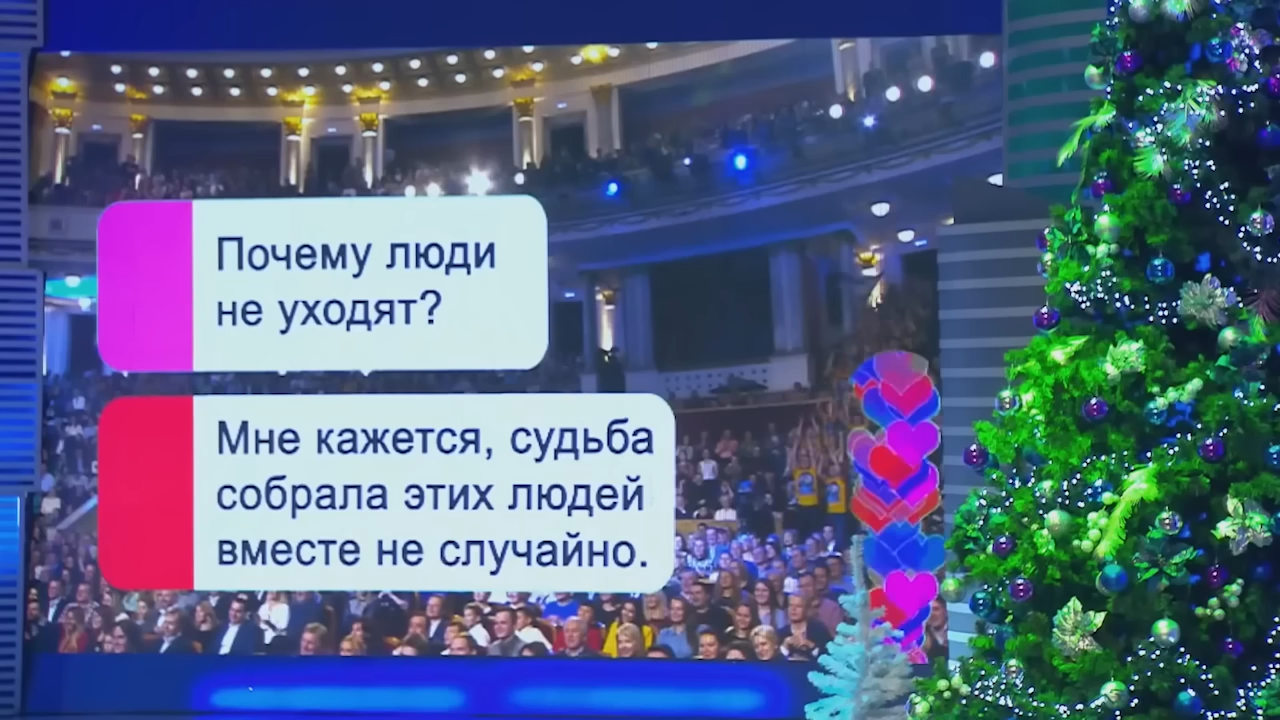 Почему люди
не уходят?
Мне кажется, судьба
собрала этих людей
вместе не случайно.